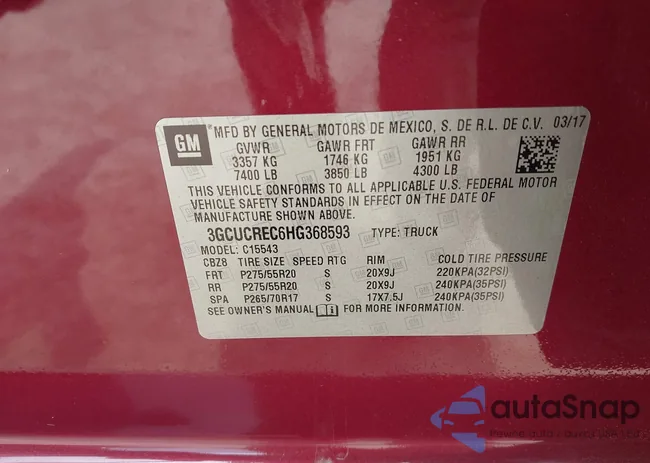 GM
MFD BY GENERAL MOTORS DE MEXICO, S. DE R.L. DE C.V. 03/17
GVWR GAWR FRT GAWR RR
3357 KG 1746 KG 1951 KG
7400 LB 3850 LB 4300 LB
THIS VEHICLE CONFORMS TO ALL APPLICABLE U.S. FEDERAL MOTOR
VEHICLE SAFETY STANDARDS IN EFFECT ON THE DATE OF
MANUFACTURE SHOWN ABOVE.
3GCUCREC6HG368593 TYPE: TRUCK
MODEL: C15543
CBZ8 TIRE SIZE SPEED RTG RIM COLD TIRE PRESSURE
FRT P275/55R20 S 20X9J 220KPA(32PSI)
RR P275/55R20 S 20X9J 240KPA(35PSI)
SPA P265/70R17 S 17X7.5J 240KPA(35PSI)
SEE OWNER'S MANUAL i FOR MORE INFORMATION.
autoSnap